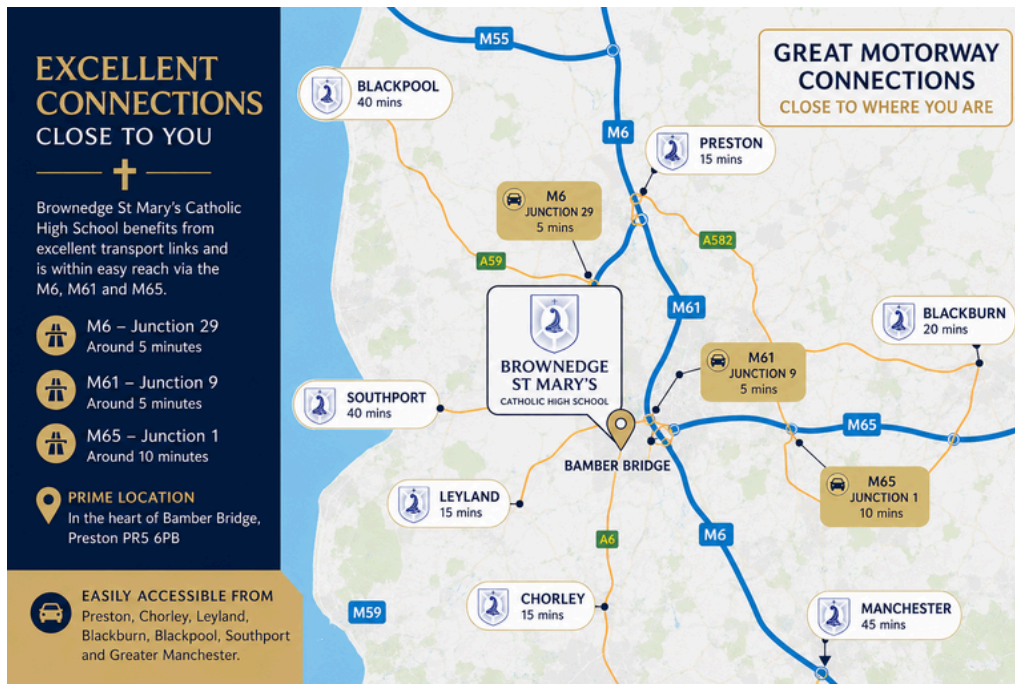 EXCELLENT
CONNECTIONS
CLOSE TO YOU
Brownedge St Mary's Catholic
High School benefits from
excellent transport links and
is within easy reach via the
M6, M61 and M65.
M6 – Junction 29
Around 5 minutes
M61 – Junction 9
Around 5 minutes
M65 – Junction 1
Around 10 minutes
PRIME LOCATION
In the heart of Bamber Bridge,
Preston PR5 6PB
EASILY ACCESSIBLE FROM
Preston, Chorley, Leyland,
Blackburn, Blackpool, Southport
and Greater Manchester.
GREAT MOTORWAY
CONNECTIONS
CLOSE TO WHERE YOU ARE
M55
BLACKPOOL
40 mins
M6
PRESTON
15 mins
M6
JUNCTION 29
5 mins
A582
A59
M61
BLACKBURN
20 mins
BROWNEDGE
ST MARY'S
CATHOLIC HIGH SCHOOL
M61
JUNCTION 9
5 mins
SOUTHPORT
40 mins
M65
BAMBER BRIDGE
LEYLAND
15 mins
M65
JUNCTION 1
10 mins
A6
M6
CHORLEY
15 mins
M59
MANCHESTER
45 mins